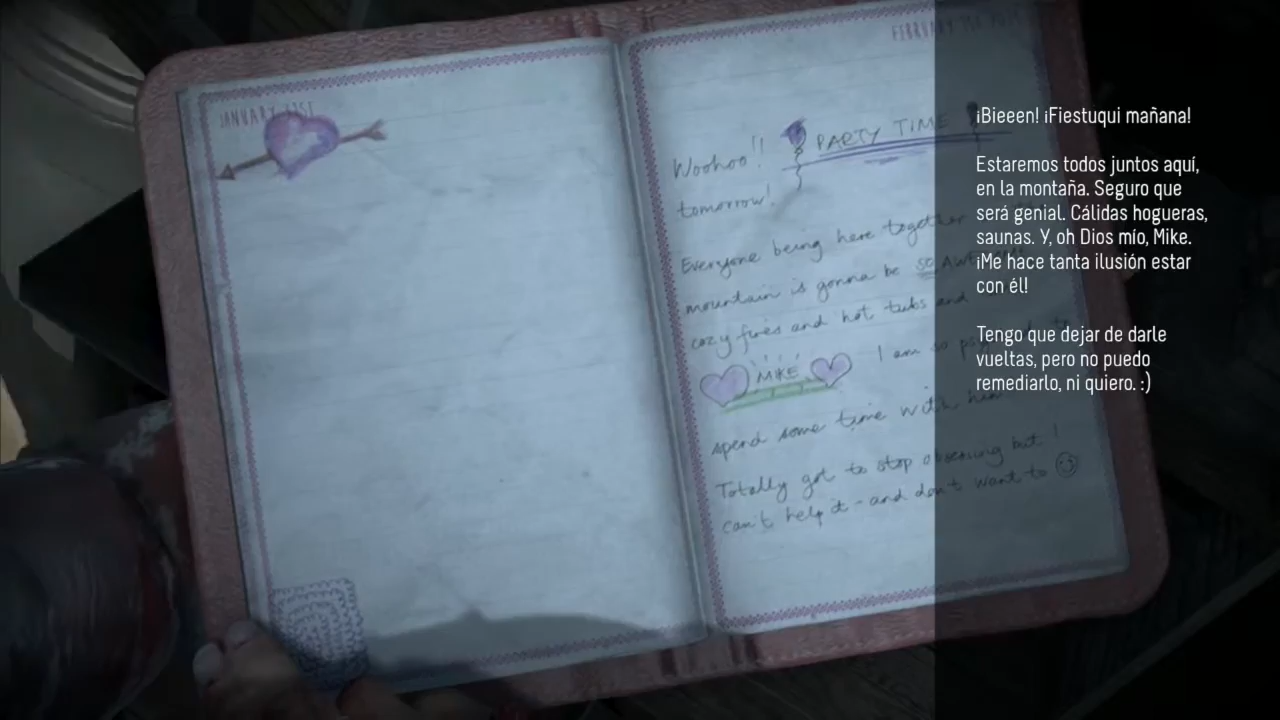 JANUARY 31ST
FEBRUARY 1ST
Woohoo!! PARTY TIME
tomorrow!
Everyone being here together
mountain is gonna be so AWESOME
cozy fires and hot tubs and
MIKE I am so
spend some time with him
Totally got to stop obsessing but I
can't help it - and don't want to
¡Bieeen! ¡Fiestuqui mañana!
Estaremos todos juntos aquí,
en la montaña. Seguro que
será genial. Cálidas hogueras,
saunas. Y, oh Dios mío, Mike.
¡Me hace tanta ilusión estar
con él!
Tengo que dejar de darle
vueltas, pero no puedo
remediarlo, ni quiero. :)